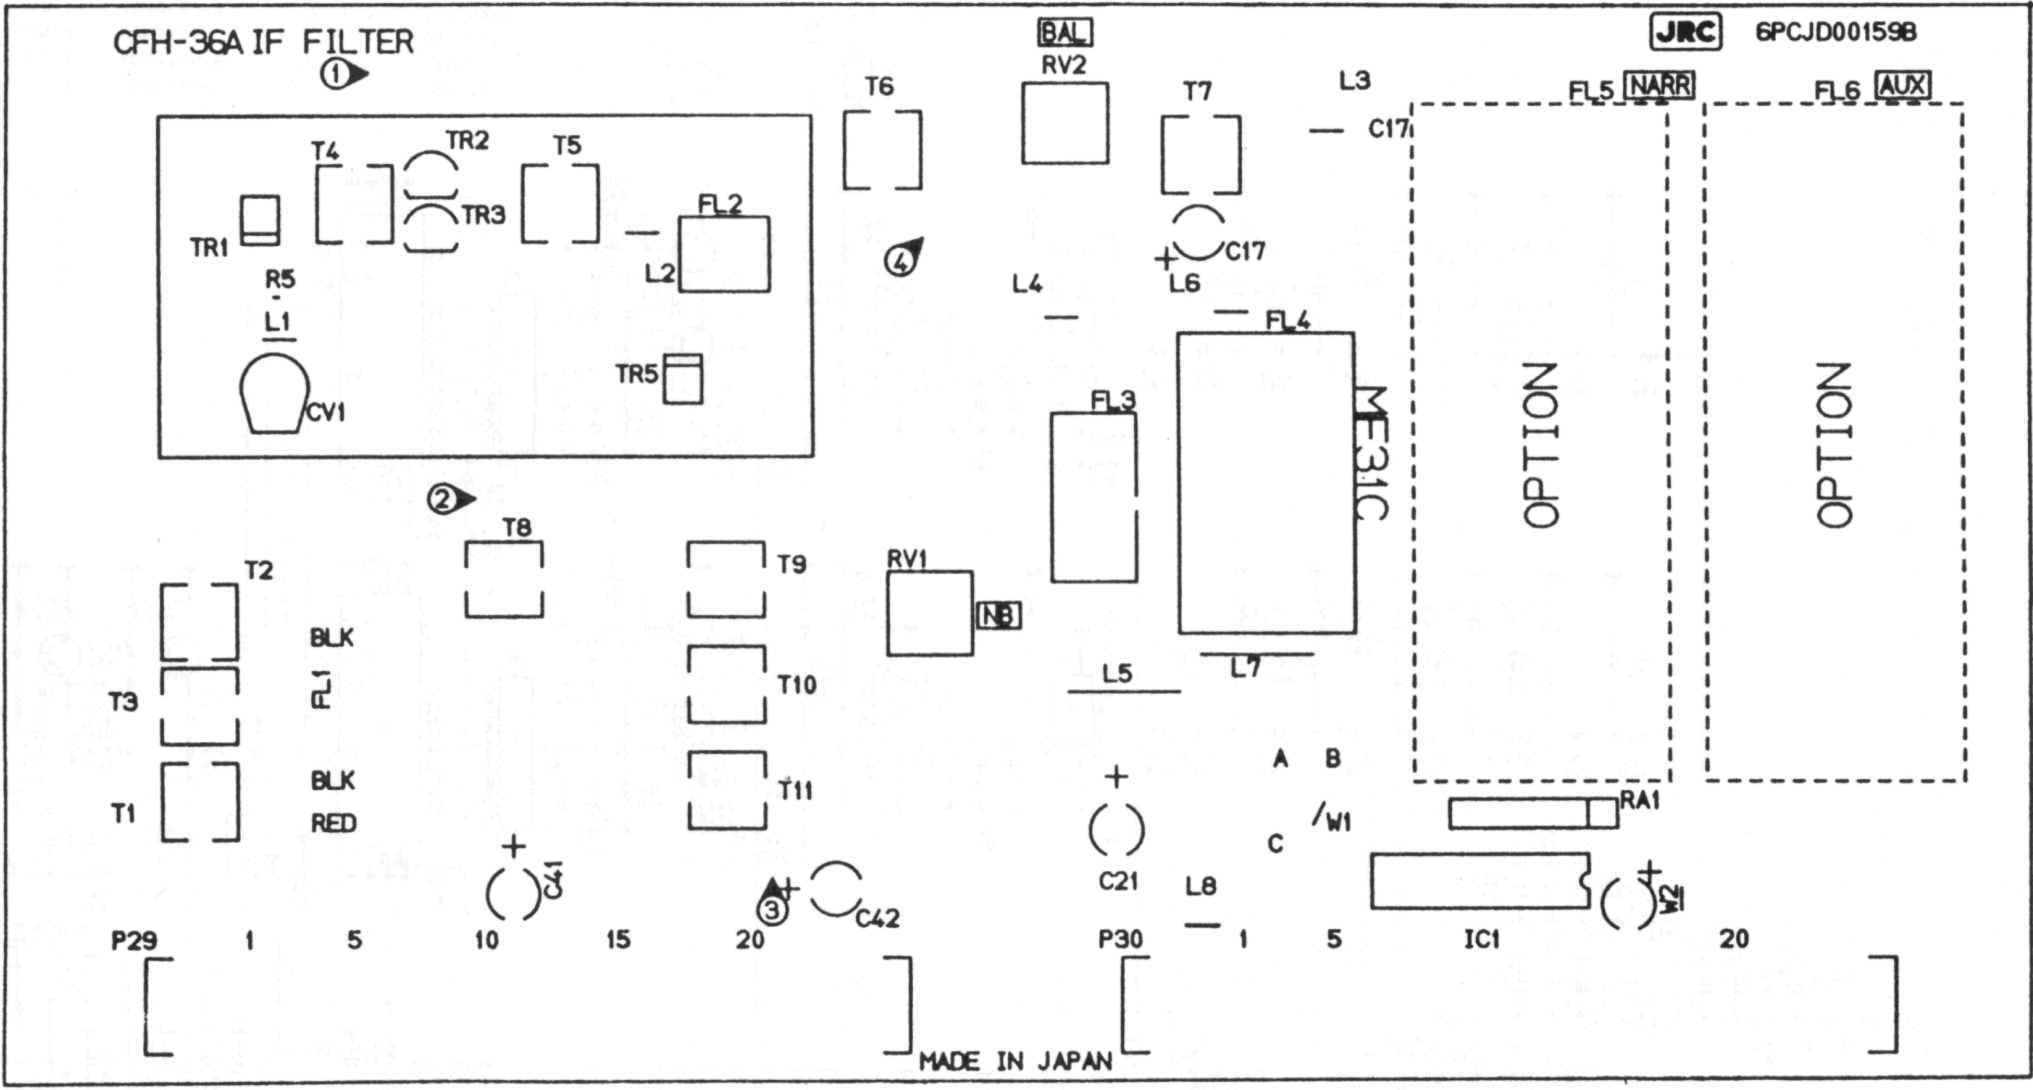 CFH-36A IF FILTER
1
BAL
RV2
JRC 6PCJD00159B
T6
T7
L3
FL5 NARR
FL6 AUX
C17
T4
TR2
T5
TR3
FL2
TR1
L2
4
C17
R5
L4
L6
L1
FL4
TR5
CV1
FL3
MF31C
OPTION
OPTION
2
T8
T2
T9
RV1
NB
BLK
T3
FL1
T10
L5
L7
A B
BLK
T1
T11
RED
/W1
RA1
C
C41
C21
L8
3
C42
W2
P29 1 5 10 15 20
P30 1 5 IC1 20
MADE IN JAPAN